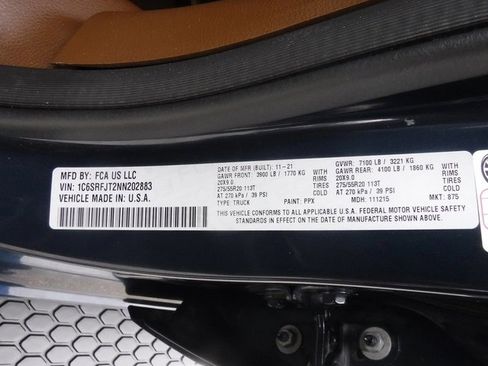 MFD BY: FCA US LLC
VIN: 1C6SRFJT2NN202883
VEHICLE MADE IN: U.S.A.
DATE OF MFR (BUILT): 11-21 GVWR: 7100 LB / 3221 KG
GAWR FRONT: 3900 LB / 1770 KG WITH GAWR REAR: 4100 LB / 1860 KG WITH
20X9.0 RIMS 20X9.0 RIMS
275/55R20 113T TIRES 275/55R20 113T TIRES
AT 270 kPa / 39 PSI COLD AT 270 kPa / 39 PSI COLD
TYPE: TRUCK PAINT: PPX MDH: 111215 MKT: 875
THIS VEHICLE CONFORMS TO ALL APPLICABLE U.S.A. FEDERAL MOTOR VEHICLE SAFETY
STANDARDS IN EFFECT ON THE DATE OF MANUFACTURE SHOWN ABOVE.